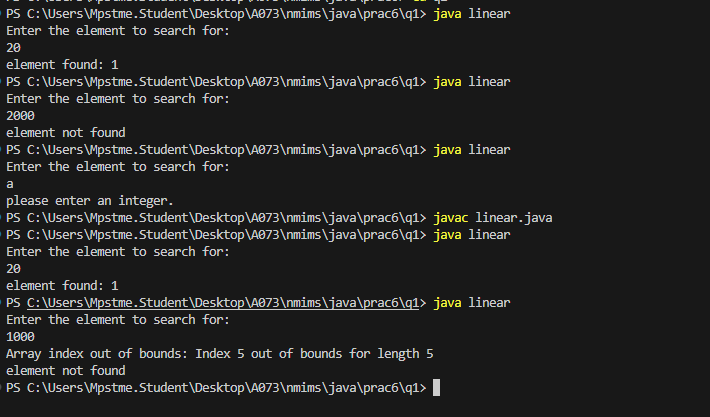 PS C:\Users\Mpstme.Student\Desktop\A073\nmims\java\prac6\q1> java linear
Enter the element to search for:
20
element found: 1
PS C:\Users\Mpstme.Student\Desktop\A073\nmims\java\prac6\q1> java linear
Enter the element to search for:
2000
element not found
PS C:\Users\Mpstme.Student\Desktop\A073\nmims\java\prac6\q1> java linear
Enter the element to search for:
a
please enter an integer.
PS C:\Users\Mpstme.Student\Desktop\A073\nmims\java\prac6\q1> javac linear.java
PS C:\Users\Mpstme.Student\Desktop\A073\nmims\java\prac6\q1> java linear
Enter the element to search for:
20
element found: 1
PS C:\Users\Mpstme.Student\Desktop\A073\nmims\java\prac6\q1> java linear
Enter the element to search for:
1000
Array index out of bounds: Index 5 out of bounds for length 5
element not found
PS C:\Users\Mpstme.Student\Desktop\A073\nmims\java\prac6\q1>